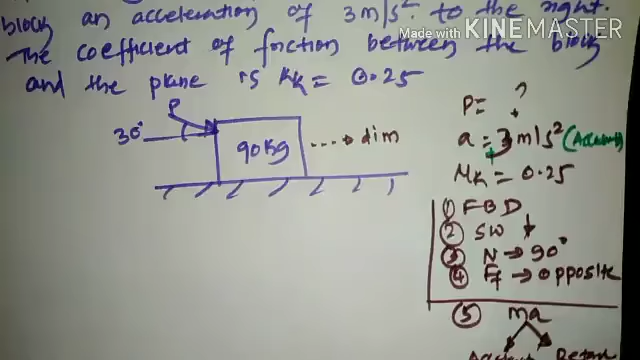 block an acceleration of 3m/s² to the right.
Made with KINEMASTER
The coefficient of friction between the block
and the plane is μk = 0.25
P
30°
90kg
dim
P = ?
a = 3m/s²
μk = 0.25
① FBD
② SW ↓
③ N → 90°
④ Ff → opposite
⑤ ma